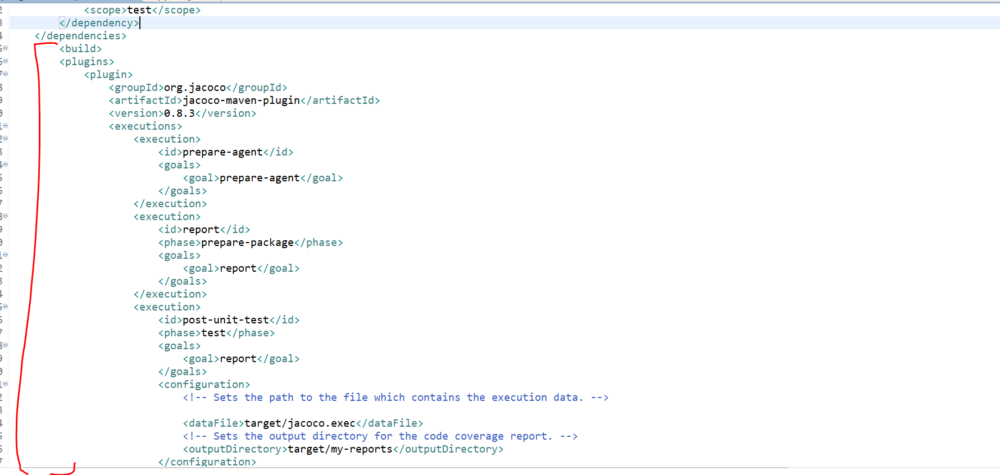 <scope>test</scope>
</dependency>
</dependencies>
<build>
<plugins>
<plugin>
<groupId>org.jacoco</groupId>
<artifactId>jacoco-maven-plugin</artifactId>
<version>0.8.3</version>
<executions>
<execution>
<id>prepare-agent</id>
<goals>
<goal>prepare-agent</goal>
</goals>
</execution>
<execution>
<id>report</id>
<phase>prepare-package</phase>
<goals>
<goal>report</goal>
</goals>
</execution>
<execution>
<id>post-unit-test</id>
<phase>test</phase>
<goals>
<goal>report</goal>
</goals>
<configuration>
<!-- Sets the path to the file which contains the execution data. -->
<dataFile>target/jacoco.exec</dataFile>
<!-- Sets the output directory for the code coverage report. -->
<outputDirectory>target/my-reports</outputDirectory>
</configuration>